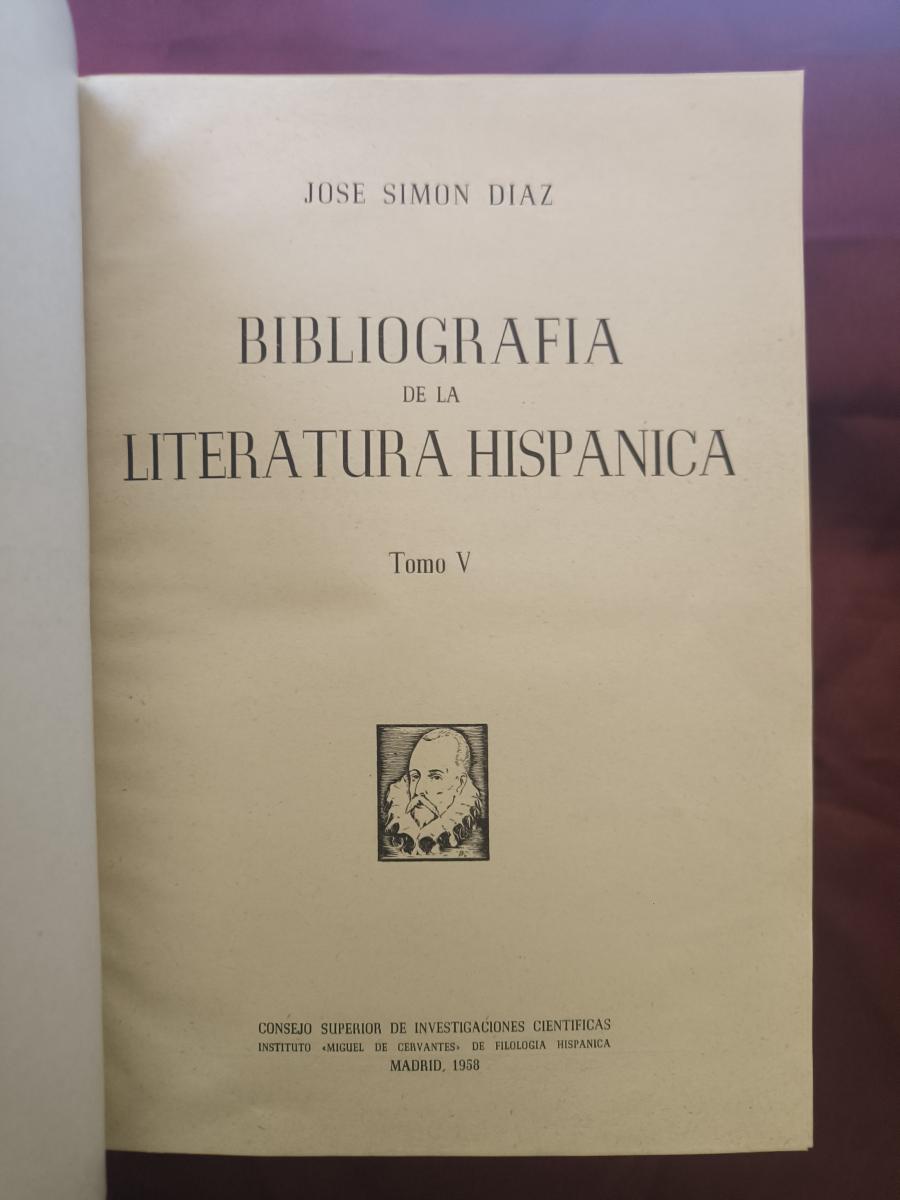 JOSE SIMON DIAZ
BIBLIOGRAFIA
DE LA
LITERATURA HISPANICA
Tomo V
CONSEJO SUPERIOR DE INVESTIGACIONES CIENTIFICAS
INSTITUTO «MIGUEL DE CERVANTES» DE FILOLOGIA HISPANICA
MADRID, 1958